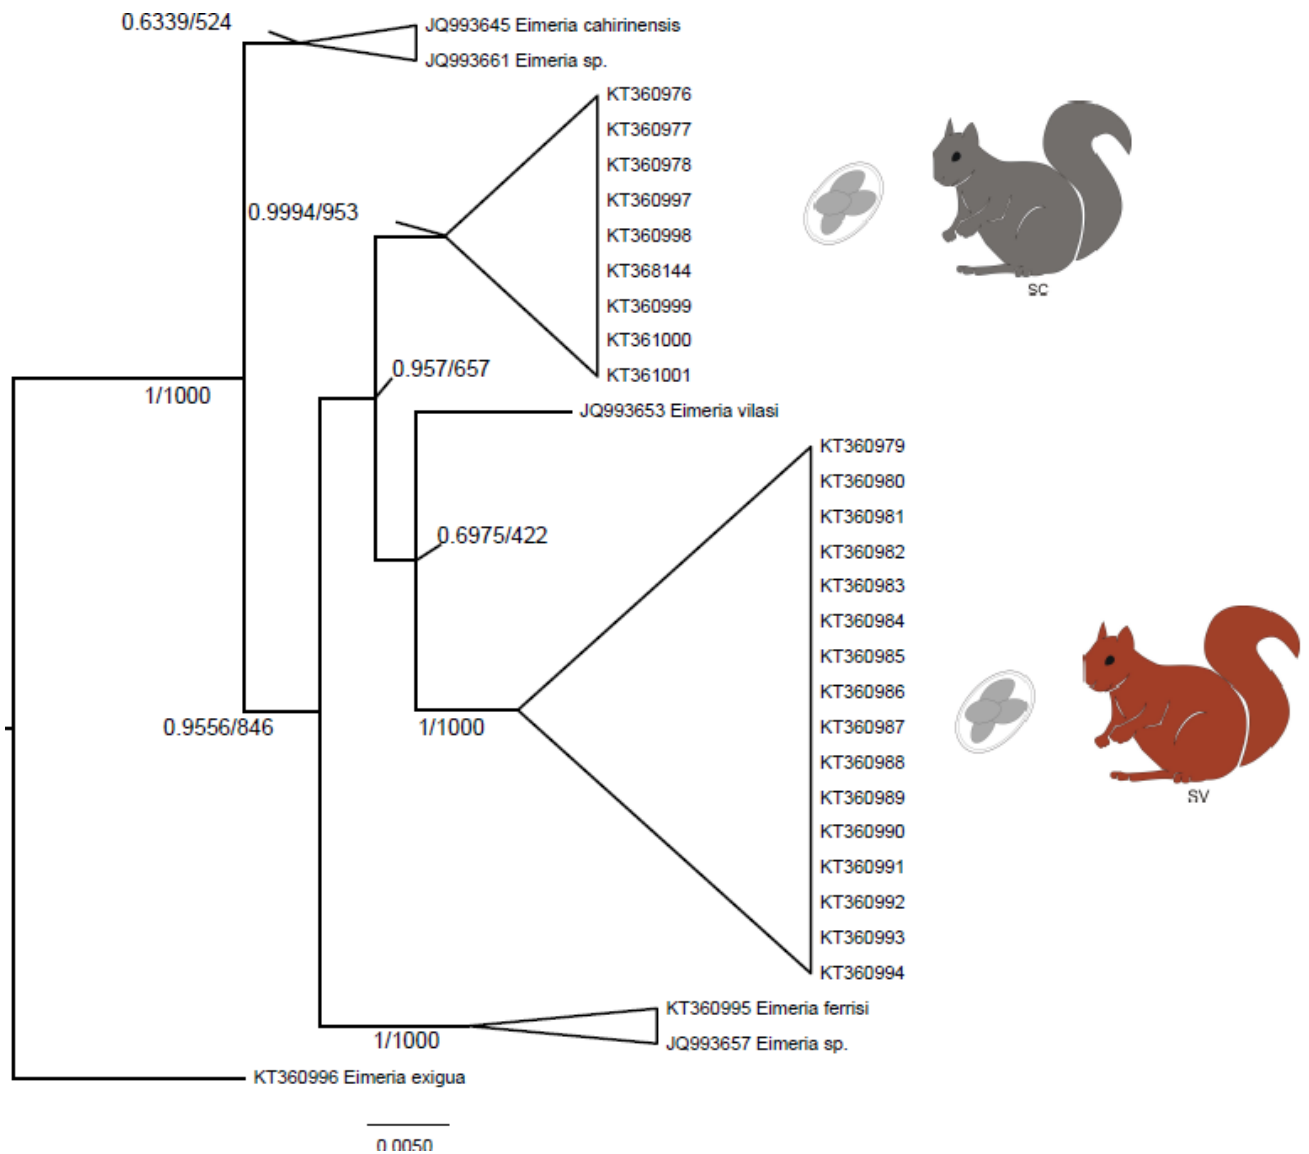 0.6339/524
JQ993645 Eimeria cahirinensis
JQ993661 Eimeria sp.
KT360976
KT360977
KT360978
0.9994/953
KT360997
KT360998
KT368144
KT360999
KT361000
KT361001
SC
0.957/657
1/1000
JQ993653 Eimeria vilasi
KT360979
KT360980
KT360981
0.6975/422
KT360982
KT360983
KT360984
KT360985
KT360986
KT360987
KT360988
KT360989
KT360990
KT360991
KT360992
KT360993
KT360994
0.9556/846
1/1000
SV
KT360995 Eimeria ferrisi
1/1000
JQ993657 Eimeria sp.
KT360996 Eimeria exigua
0.0050